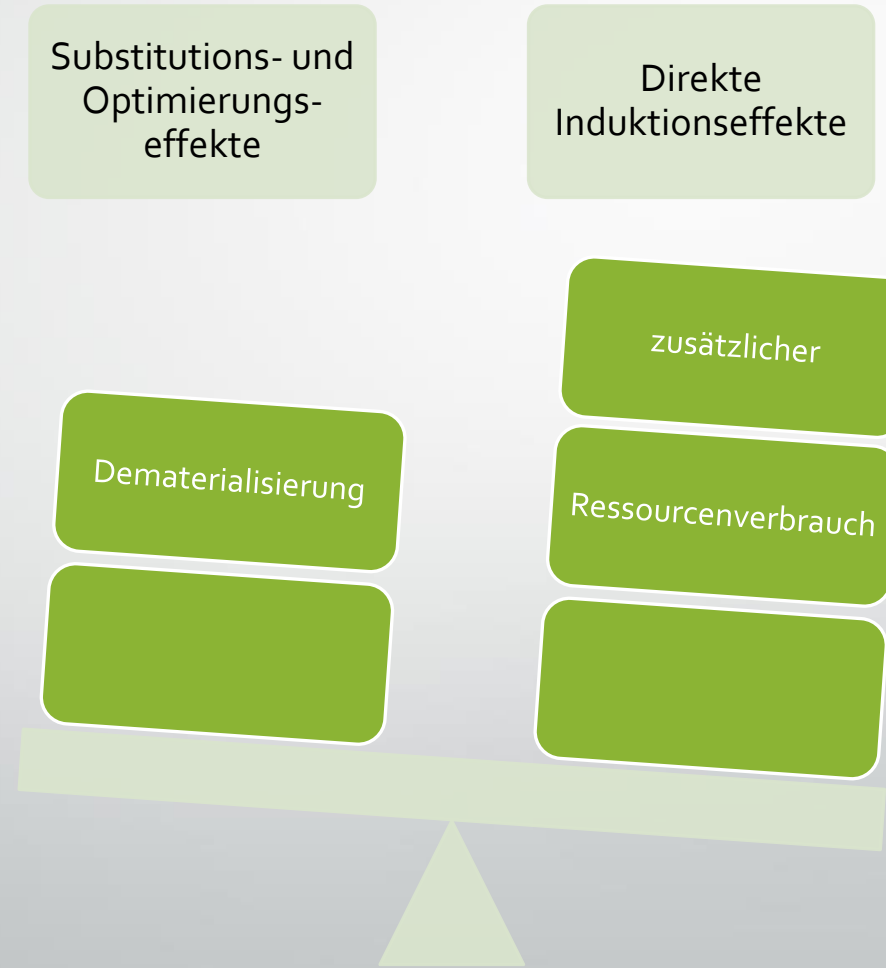 Substitutions- und
Optimierungs-
effekte
Direkte
Induktionseffekte
zusätzlicher
Dematerialisierung
Ressourcenverbrauch